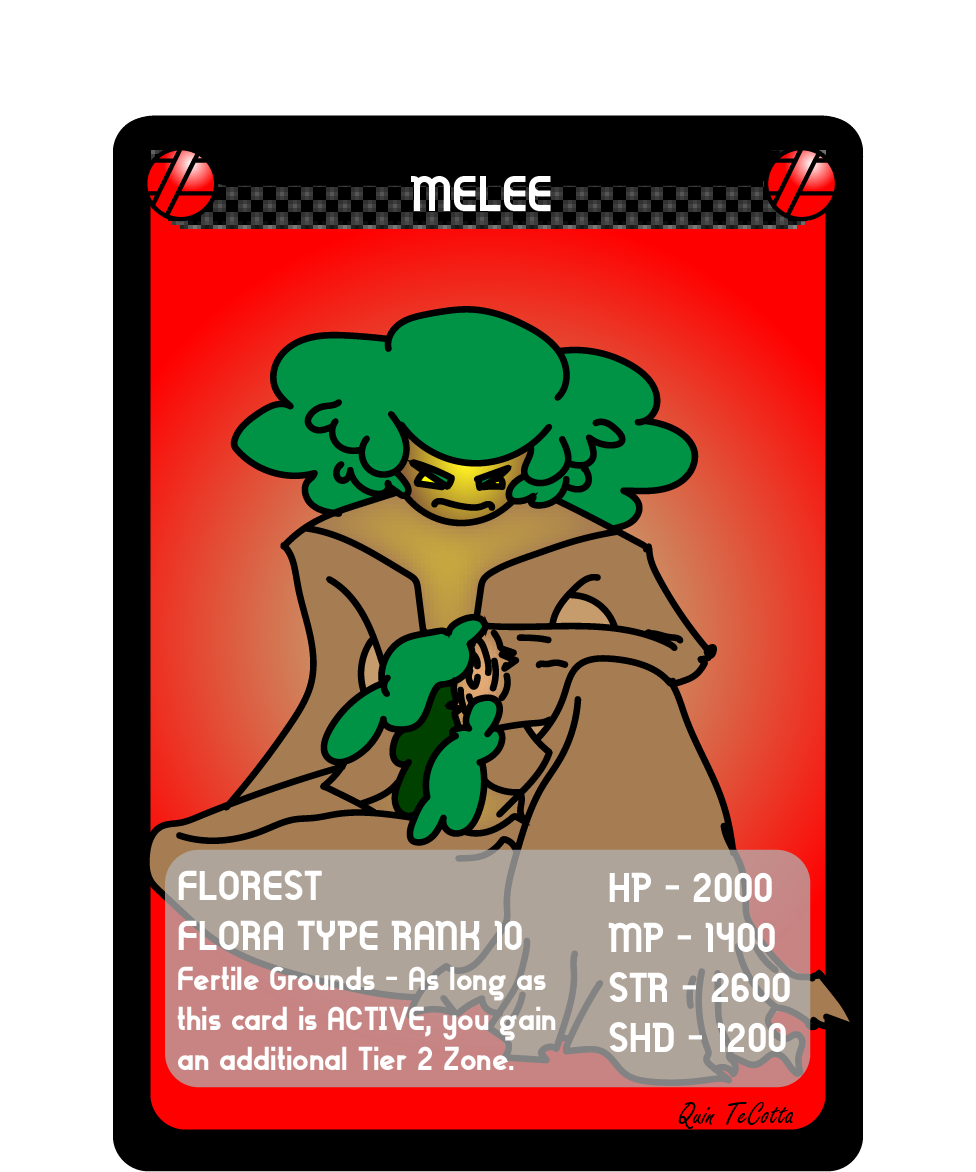 MELEE
FLOREST
FLORA TYPE RANK 10
Fertile Grounds - As long as
this card is ACTIVE, you gain
an additional Tier 2 Zone.
HP - 2000
MP - 1400
STR - 2600
SHD - 1200
Quin TeCotta